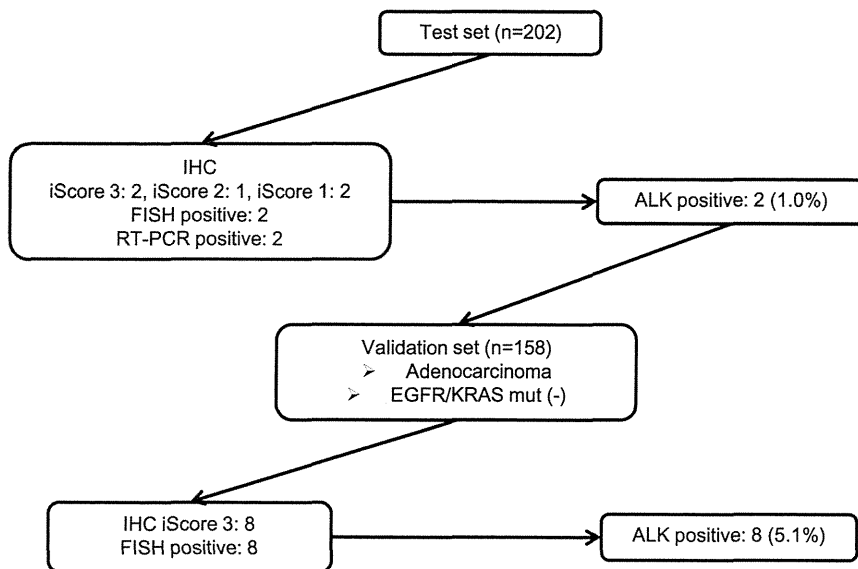 Test set (n=202)
IHC
iScore 3: 2, iScore 2: 1, iScore 1: 2
FISH positive: 2
RT-PCR positive: 2
ALK positive: 2 (1.0%)
Validation set (n=158)
➢ Adenocarcinoma
➢ EGFR/KRAS mut (-)
IHC iScore 3: 8
FISH positive: 8
ALK positive: 8 (5.1%)